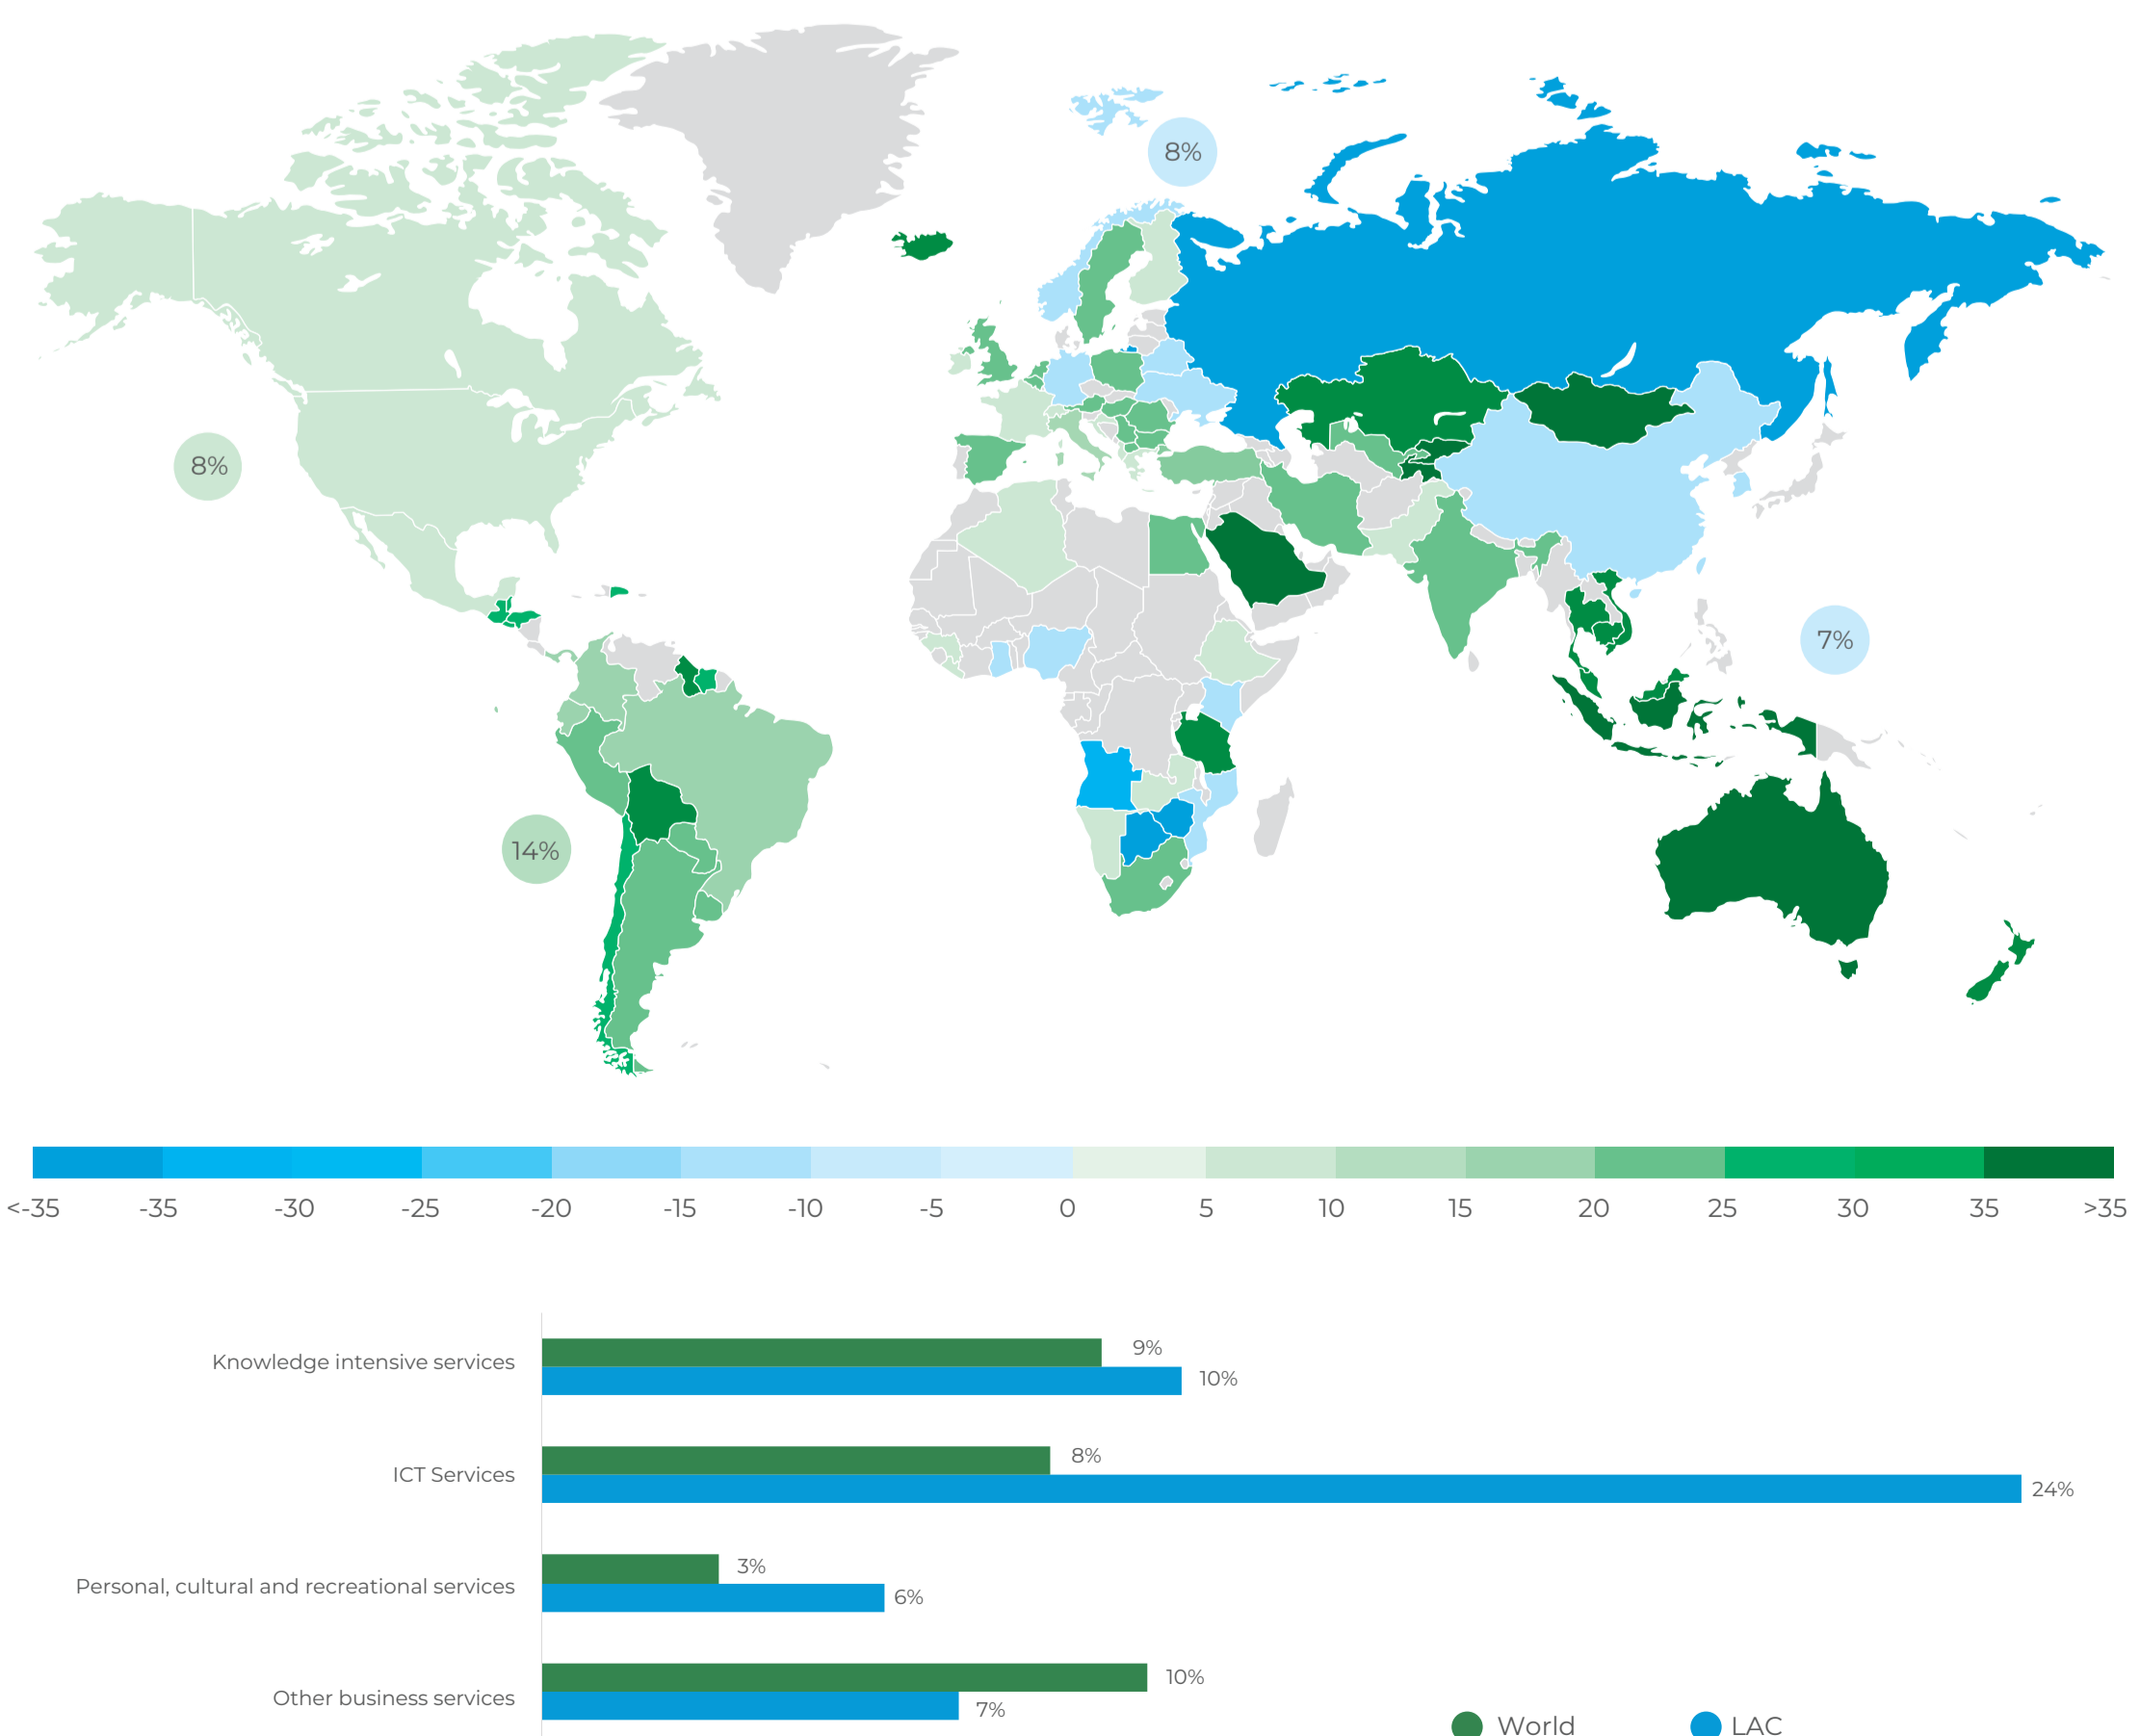 8%
8%
7%
14%
<-35 -35 -30 -25 -20 -15 -10 -5 0 5 10 15 20 25 30 35 >35
Knowledge intensive services
9%
10%
ICT Services
8%
24%
Personal, cultural and recreational services
3%
6%
Other business services
10%
7%
World LAC